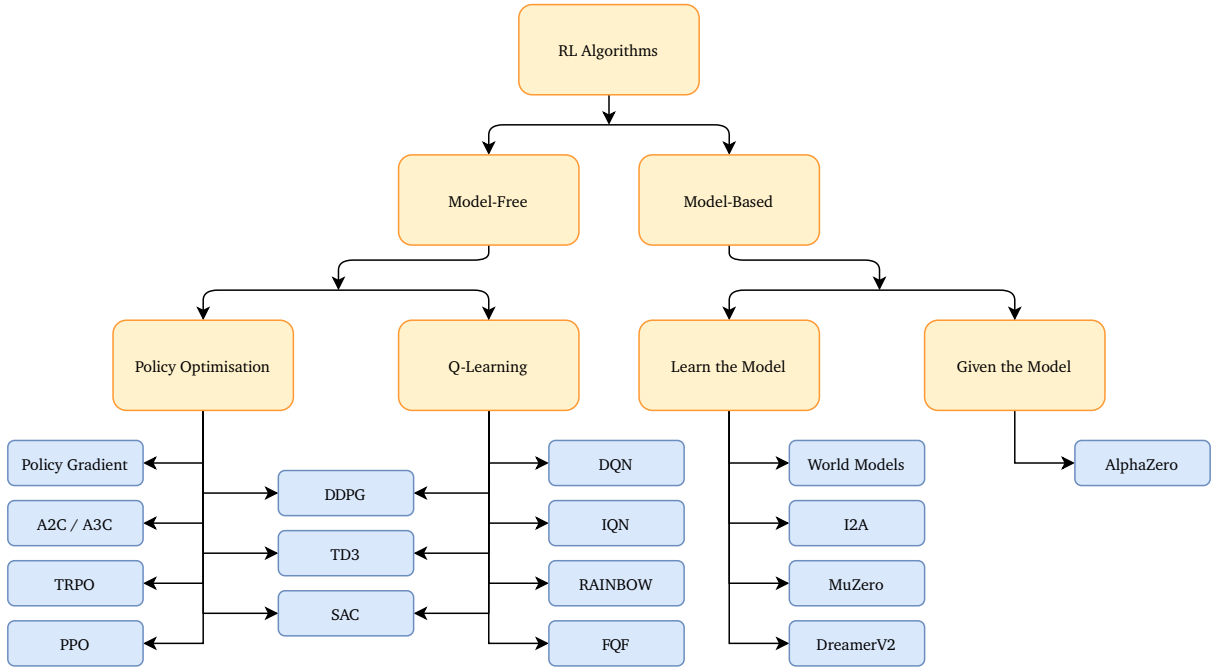 RL Algorithms
Model-Free
Model-Based
Policy Optimisation
Q-Learning
Learn the Model
Given the Model
Policy Gradient
A2C / A3C
TRPO
PPO
DDPG
TD3
SAC
DQN
IQN
RAINBOW
FQF
World Models
I2A
MuZero
DreamerV2
AlphaZero